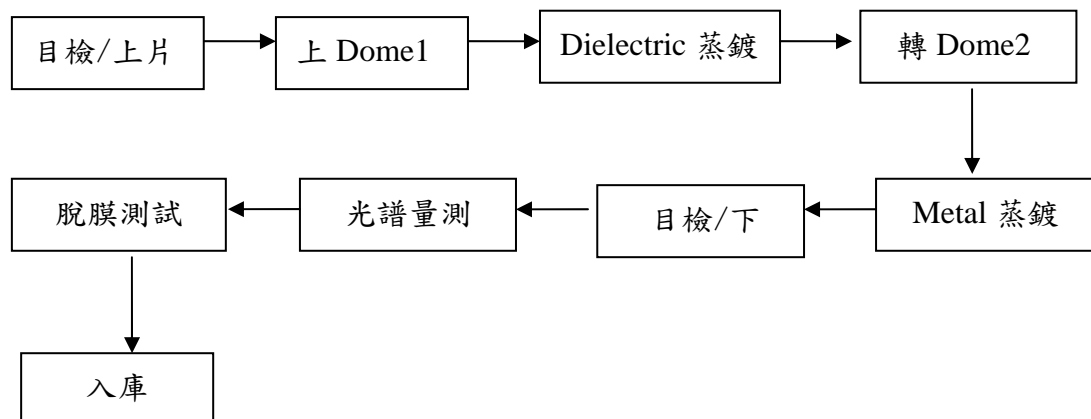 目檢/上片
上 Dome1
Dielectric 蒸鍍
轉 Dome2
Metal 蒸鍍
目檢/下
光譜量測
脫膜測試
入庫